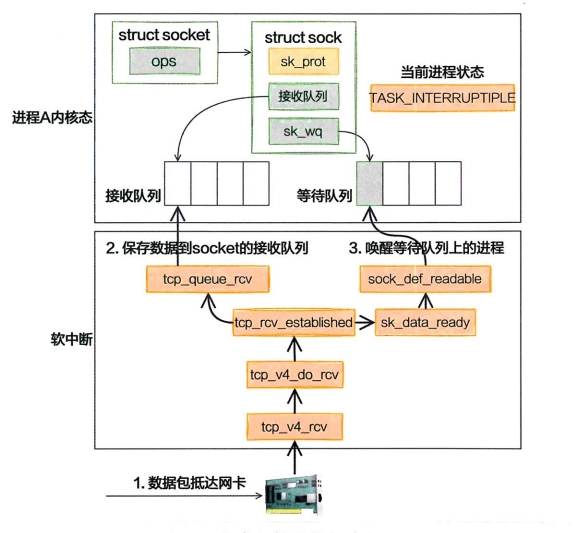 struct socket
ops
struct sock
sk_prot
接收队列
sk_wq
当前进程状态
TASK_INTERRUPTIPLE
进程A内核态
接收队列
等待队列
2. 保存数据到socket的接收队列
3. 唤醒等待队列上的进程
tcp_queue_rcv
sock_def_readable
tcp_rcv_established
sk_data_ready
软中断
tcp_v4_do_rcv
tcp_v4_rcv
1. 数据包抵达网卡